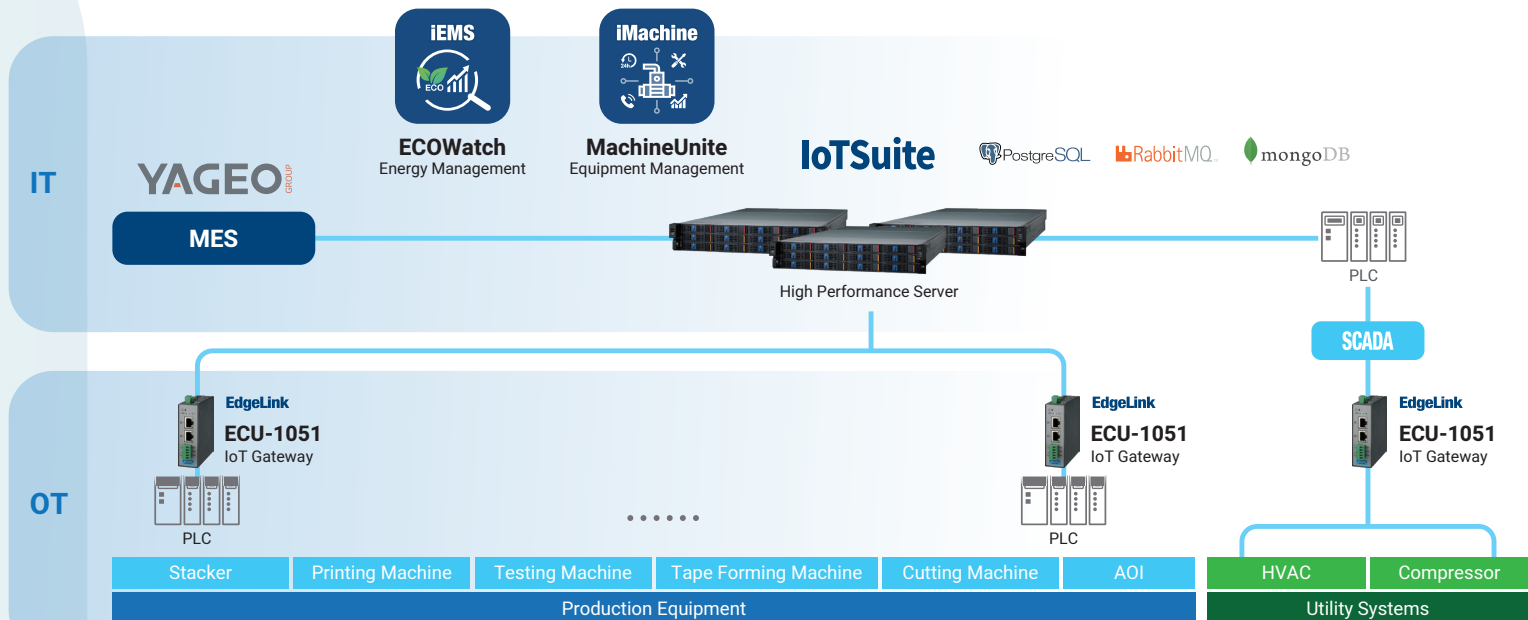 iEMS
ECO
ECOWatch
Energy Management
iMachine
24h
MachineUnite
Equipment Management
IoTSuite
PostgreSQL
RabbitMQ
mongoDB
IT
YAGEO
GROUP
MES
High Performance Server
PLC
SCADA
OT
EdgeLink
ECU-1051
IoT Gateway
PLC
......
EdgeLink
ECU-1051
IoT Gateway
PLC
EdgeLink
ECU-1051
IoT Gateway
Stacker
Printing Machine
Testing Machine
Tape Forming Machine
Cutting Machine
AOI
Production Equipment
HVAC
Compressor
Utility Systems